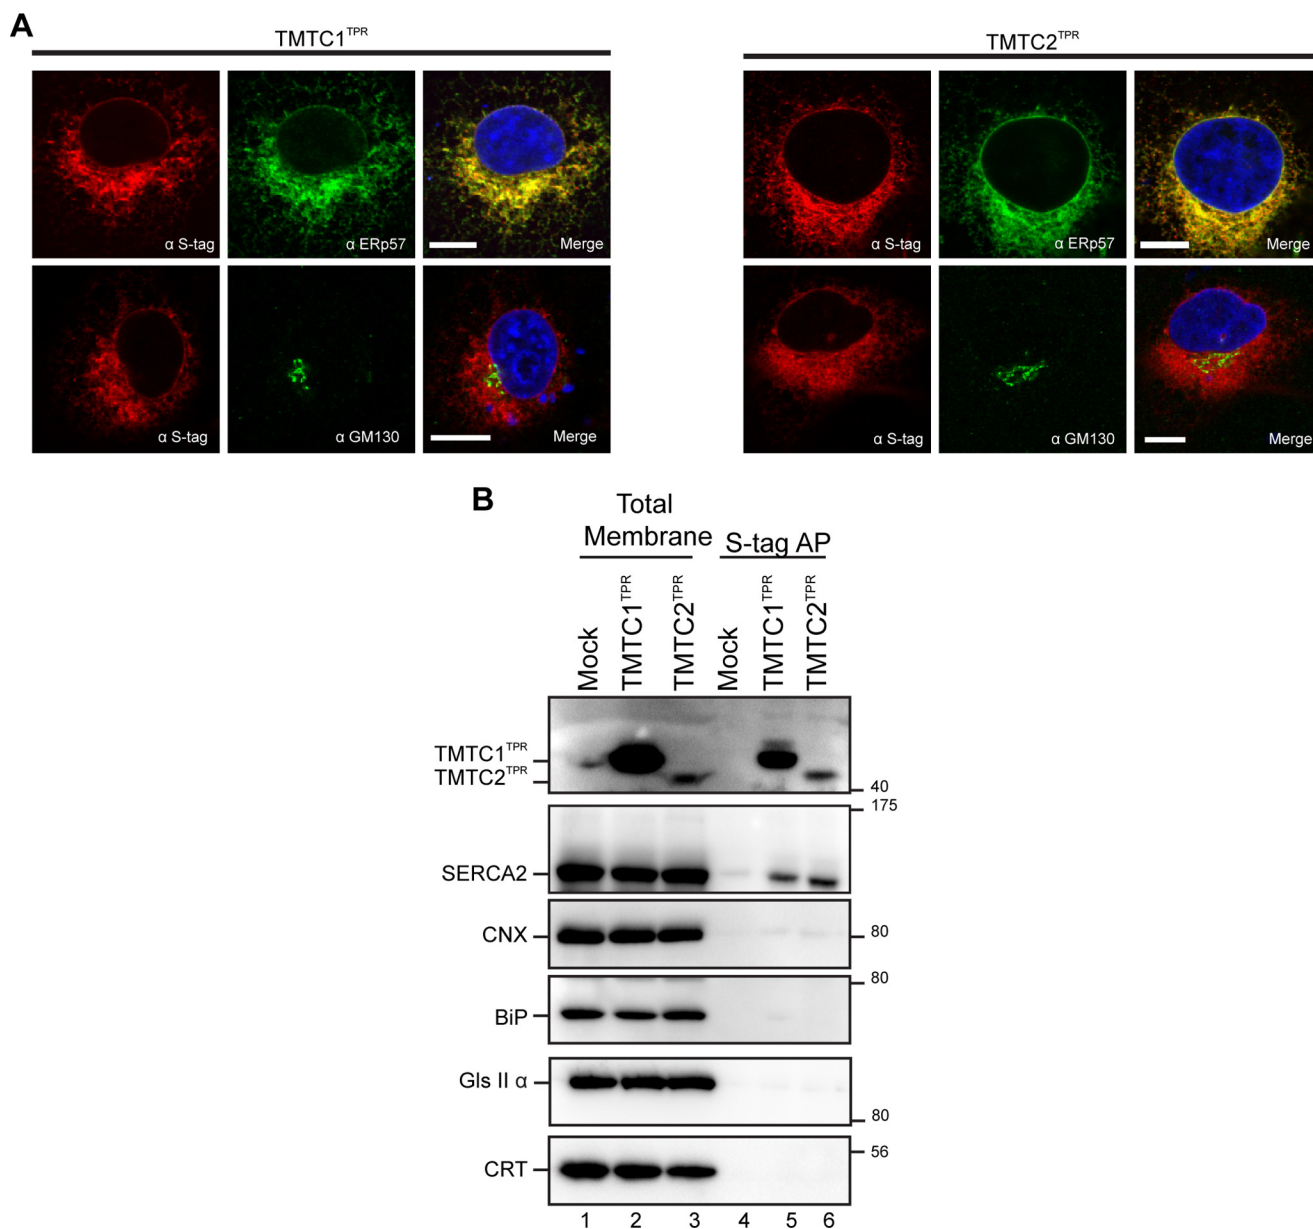 A
TMTC1TPR
TMTC2TPR
α S-tag
α ERp57
Merge
α S-tag
α ERp57
Merge
α S-tag
α GM130
Merge
α S-tag
α GM130
Merge
B
Total
Membrane
S-tag AP
Mock
TMTC1TPR
TMTC2TPR
Mock
TMTC1TPR
TMTC2TPR
TMTC1TPR
TMTC2TPR
40
175
SERCA2
CNX
80
80
BiP
Gls II α
80
56
CRT
1 2 3 4 5 6